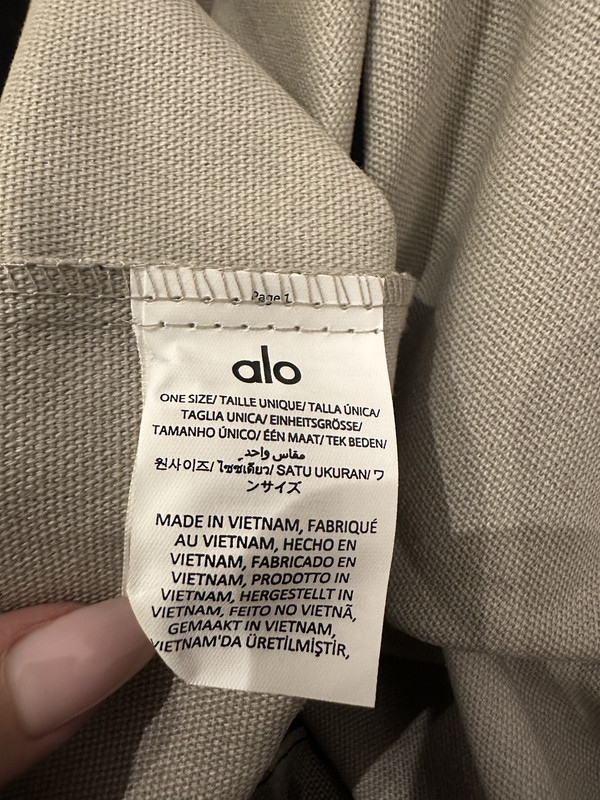 Page 1
alo
ONE SIZE/ TAILLE UNIQUE/ TALLA ÚNICA/
TAGLIA UNICA/ EINHEITSGRÖSSE/
TAMANHO ÚNICO/ ÉÉN MAAT/ TEK BEDEN/
مقاس واحد
원사이즈/ ไซซ์เดียว/ SATU UKURAN/ ワ
ンサイズ
MADE IN VIETNAM, FABRIQUÉ
AU VIETNAM, HECHO EN
VIETNAM, FABRICADO EN
VIETNAM, PRODOTTO IN
VIETNAM, HERGESTELLT IN
VIETNAM, FEITO NO VIETNÃ,
GEMAAKT IN VIETNAM,
VIETNAM'DA ÜRETİLMİŞTİR,